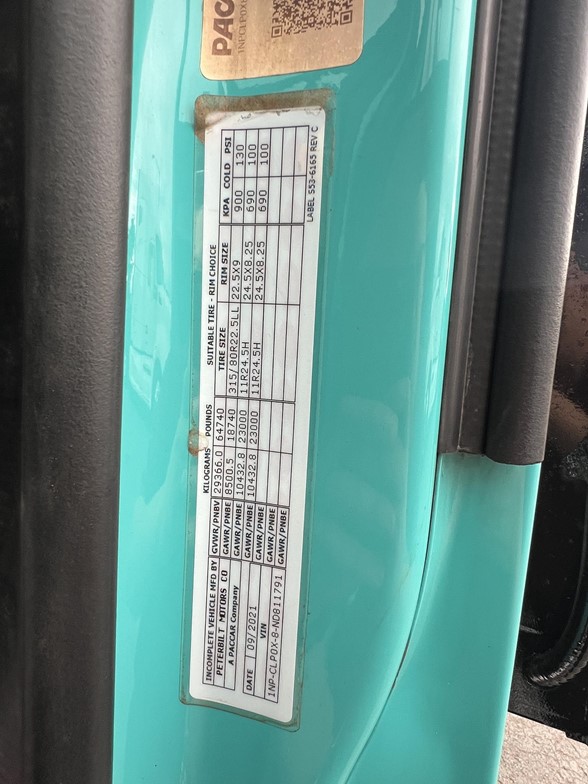 PAC
1NPCLP0X
INCOMPLETE VEHICLE MFD BY
PETERBILT MOTORS CO
A PACCAR Company
DATE 09/2021
VIN
1NP-CLP0X-8-ND811791
KILOGRAMS POUNDS SUITABLE TIRE - RIM CHOICE
TIRE SIZE RIM SIZE KPA COLD PSI
GVWR/PNBV 29366.0 64740
GAWR/PNBE 8500.5 18740 315/80R22.5LL 22.5X9 900 130
GAWR/PNBE 10432.8 23000 11R24.5H 24.5X8.25 690 100
GAWR/PNBE 10432.8 23000 11R24.5H 24.5X8.25 690 100
GAWR/PNBE
GAWR/PNBE
LABEL S53-6165 REV C